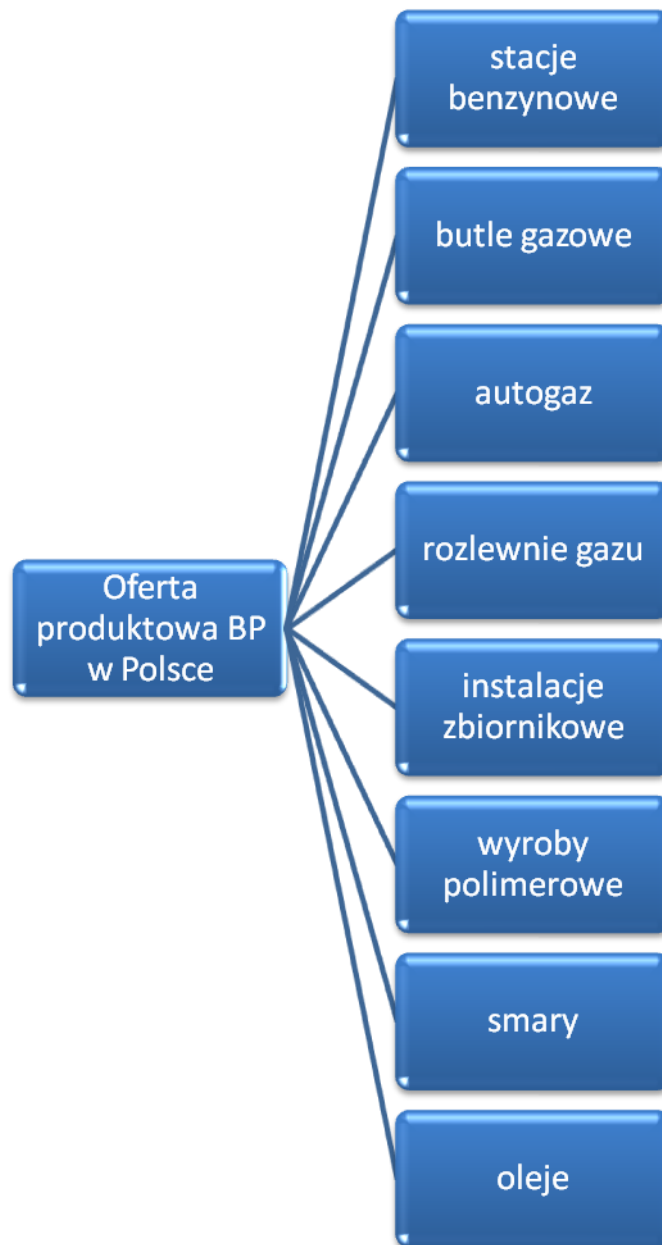 stacje
benzynowe
butle gazowe
autogaz
rozlewnie gazu
Oferta
produktowa BP
w Polsce
instalacje
zbiornikowe
wyroby
polimerowe
smary
oleje